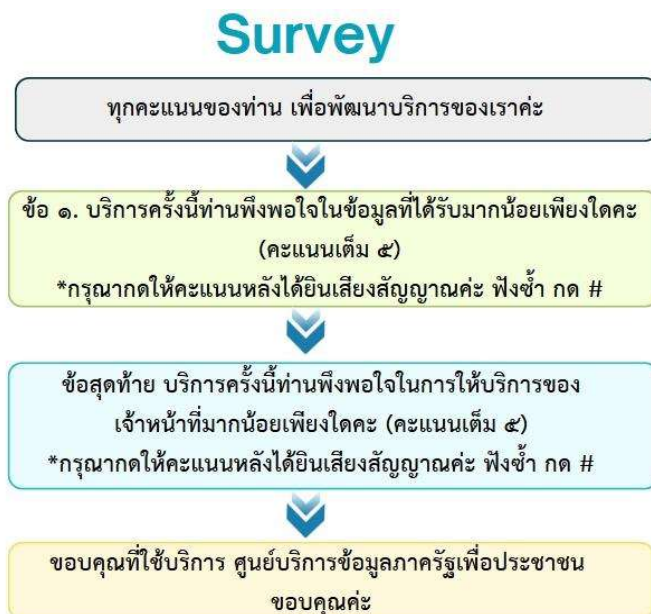 Survey
ทุกคะแนนของท่าน เพื่อพัฒนาบริการของเราค่ะ
ข้อ ๑. บริการครั้งนี้ท่านพึงพอใจในข้อมูลที่ได้รับมากน้อยเพียงใดคะ
(คะแนนเต็ม ๕)
*กรุณากดให้คะแนนหลังได้ยินเสียงสัญญาณค่ะ ฟังซ้ำ กด #
ข้อสุดท้าย บริการครั้งนี้ท่านพึงพอใจในการให้บริการของ
เจ้าหน้าที่มากน้อยเพียงใดคะ (คะแนนเต็ม ๕)
*กรุณากดให้คะแนนหลังได้ยินเสียงสัญญาณค่ะ ฟังซ้ำ กด #
ขอบคุณที่ใช้บริการ ศูนย์บริการข้อมูลภาครัฐเพื่อประชาชน
ขอบคุณค่ะ